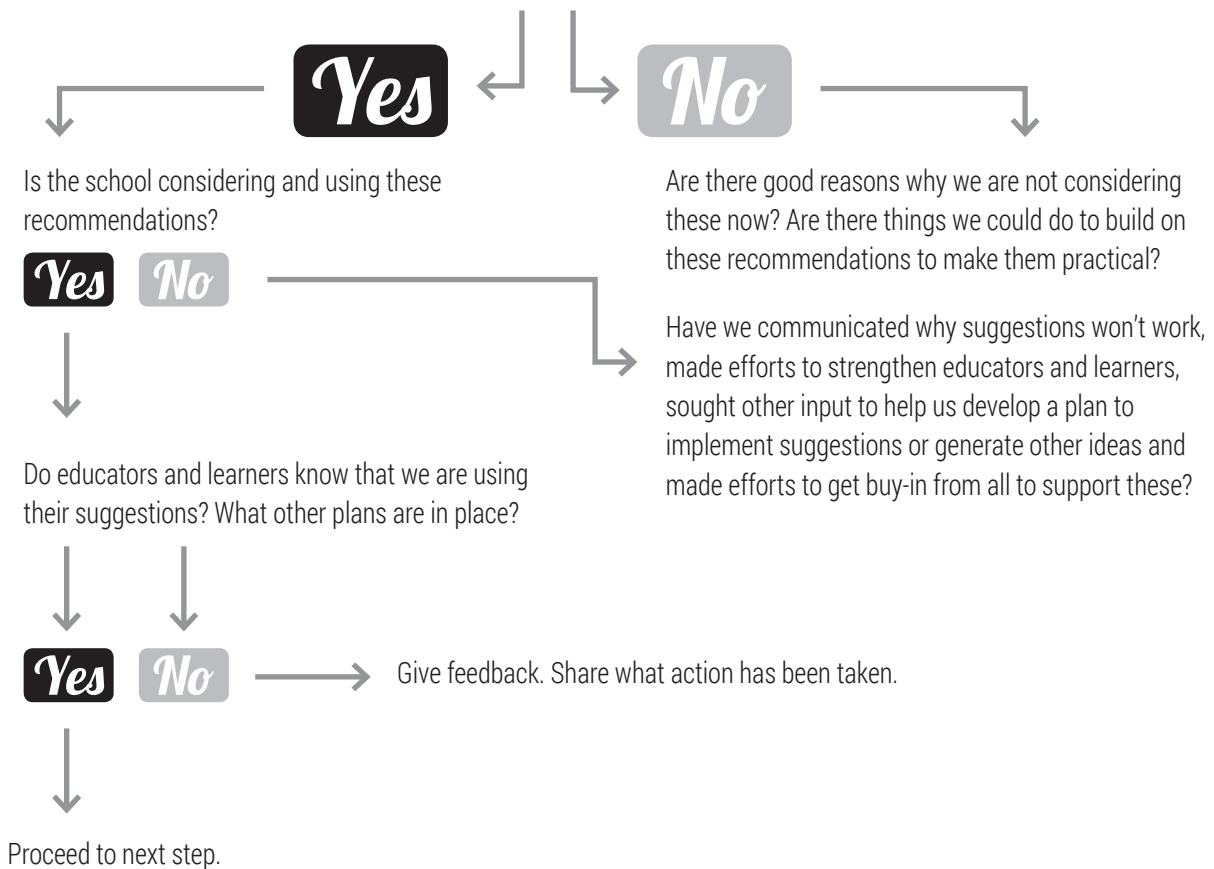 Yes
No
Is the school considering and using these
recommendations?
Yes No
Are there good reasons why we are not considering
these now? Are there things we could do to build on
these recommendations to make them practical?
Have we communicated why suggestions won’t work,
made efforts to strengthen educators and learners,
sought other input to help us develop a plan to
implement suggestions or generate other ideas and
made efforts to get buy-in from all to support these?
Do educators and learners know that we are using
their suggestions? What other plans are in place?
Yes No
Give feedback. Share what action has been taken.
Proceed to next step.